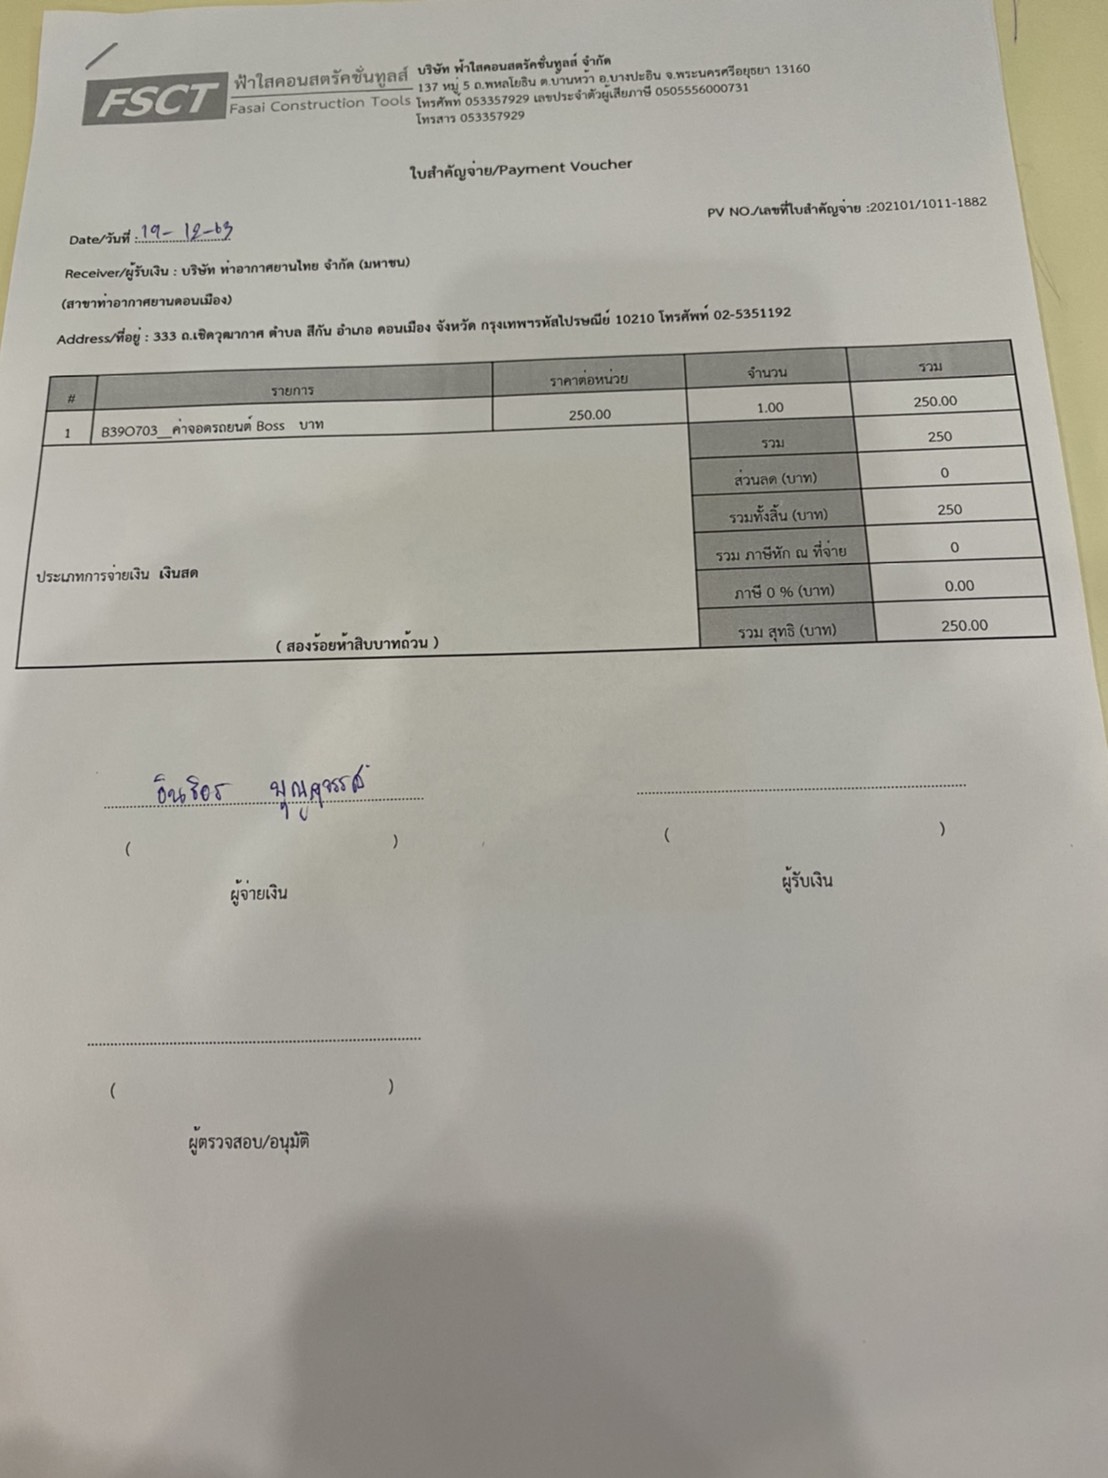 FSCT
ฟ้าใสคอนสตรัคชั่นทูลส์
Fasai Construction Tools
บริษัท ฟ้าใสคอนสตรัคชั่นทูลส์ จำกัด
137 หมู่ 5 ถ.พหลโยธิน ต.บ้านหว้า อ.บางปะอิน จ.พระนครศรีอยุธยา 13160
โทรศัพท์ 053357929 เลขประจำตัวผู้เสียภาษี 0505556000731
โทรสาร 053357929
ใบสำคัญจ่าย/Payment Voucher
PV NO./เลขที่ใบสำคัญจ่าย :202101/1011-1882
Date/วันที่ : 19-12-63
Receiver/ผู้รับเงิน : บริษัท ท่าอากาศยานไทย จำกัด (มหาชน)
(สาขาท่าอากาศยานดอนเมือง)
Address/ที่อยู่ : 333 ถ.เชิดวุฒากาศ ตำบล สีกัน อำเภอ ดอนเมือง จังหวัด กรุงเทพฯรหัสไปรษณีย์ 10210 โทรศัพท์ 02-5351192
# รายการ ราคาต่อหน่วย จำนวน รวม
1 B39O703__ค่าจอดรถยนต์ Boss บาท 250.00 1.00 250.00
รวม 250
ส่วนลด (บาท) 0
รวมทั้งสิ้น (บาท) 250
รวม ภาษีหัก ณ ที่จ่าย 0
ประเภทการจ่ายเงิน เงินสด
ภาษี 0 % (บาท) 0.00
( สองร้อยห้าสิบบาทถ้วน )
รวม สุทธิ (บาท) 250.00
( )
( )
ผู้จ่ายเงิน
ผู้รับเงิน
( )
ผู้ตรวจสอบ/อนุมัติ